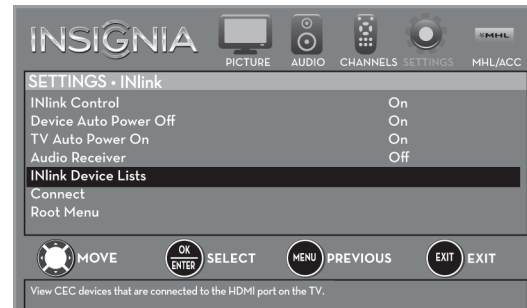 INSIGNIA
PICTURE AUDIO CHANNELS SETTINGS MHL/ACC
MHL
SETTINGS • INlink
INlink Control On
Device Auto Power Off On
TV Auto Power On On
Audio Receiver Off
INlink Device Lists
Connect
Root Menu
MOVE OK ENTER SELECT MENU PREVIOUS EXIT EXIT
View CEC devices that are connected to the HDMI port on the TV.